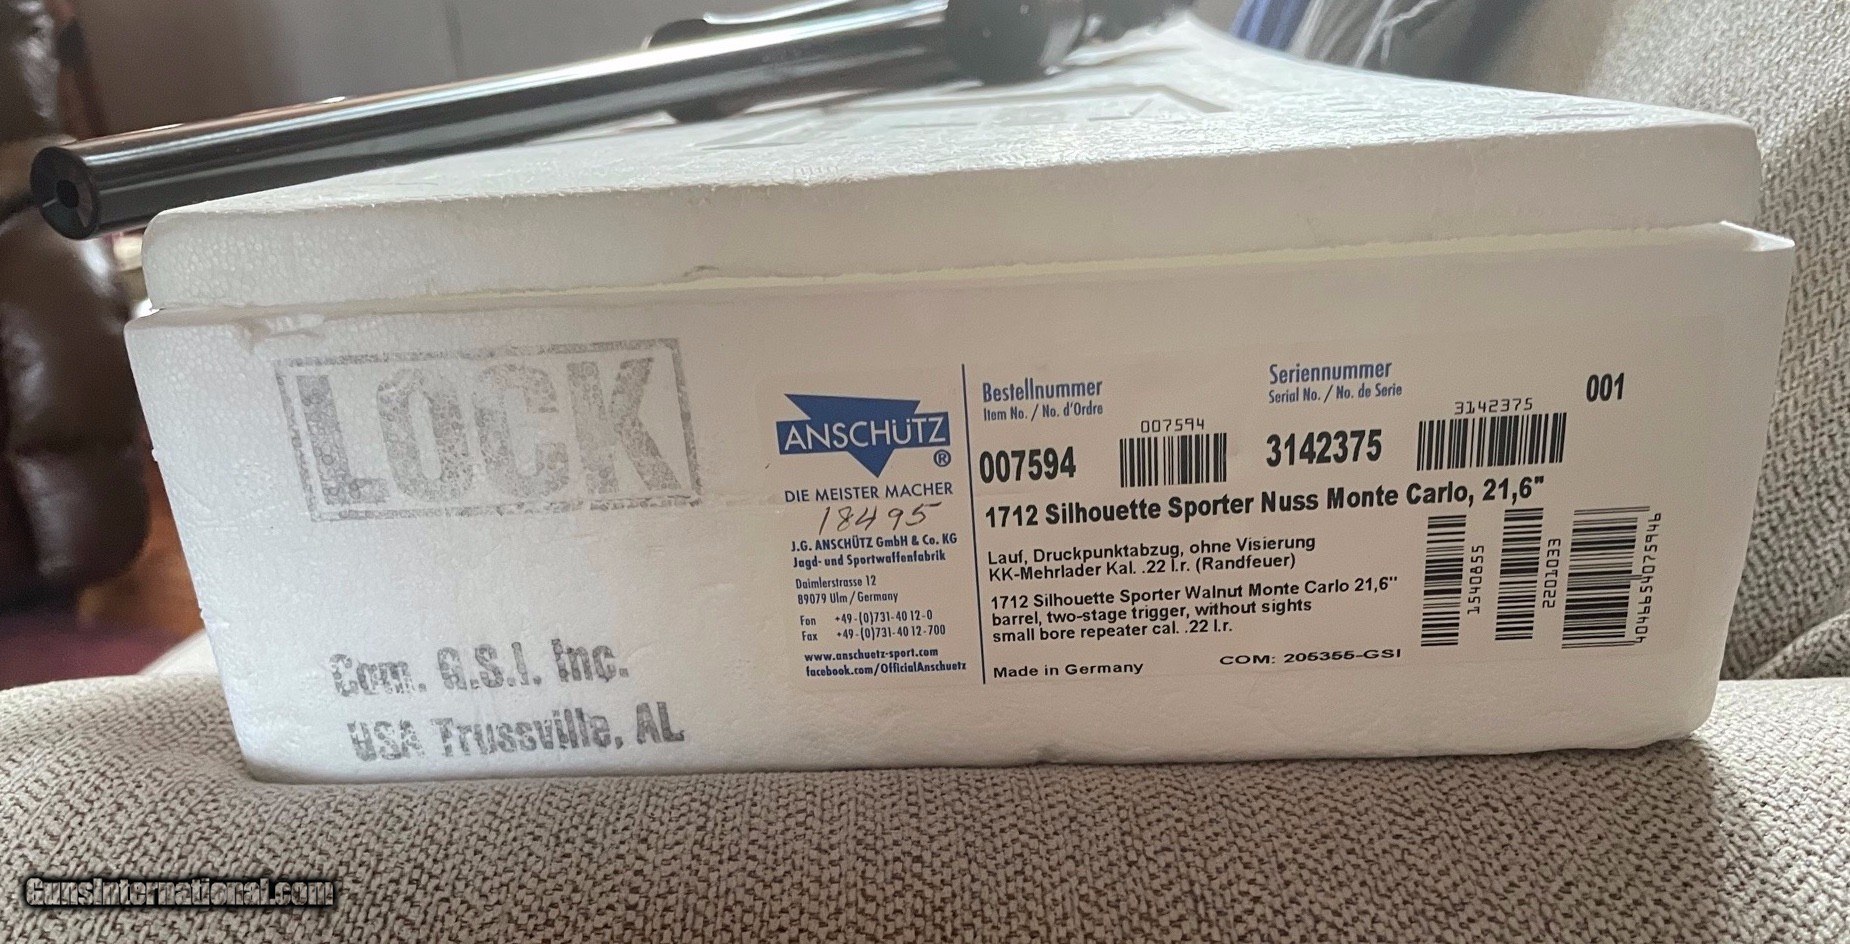 LOCK
Com. G.S.I. Inc.
USA Trussville, AL
ANSCHÜTZ
®
DIE MEISTER MACHER
18495
J.G. ANSCHÜTZ GmbH & Co. KG
Jagd- und Sportwaffenfabrik
Daimlerstrasse 12
89079 Ulm / Germany
Fon +49-(0)731-40 12-0
Fax +49-(0)731-40 12-700
www.anschuetz-sport.com
facebook.com/OfficialAnschuetz
Bestellnummer
Item No. / No. d'Ordre
007594
007594
Seriennummer
Serial No. / No. de Serie
3142375
3142375
001
1712 Silhouette Sporter Nuss Monte Carlo, 21,6"
Lauf, Druckpunktabzug, ohne Visierung
KK-Mehrlader Kal. .22 l.r. (Randfeuer)
1712 Silhouette Sporter Walnut Monte Carlo 21,6"
barrel, two-stage trigger, without sights
small bore repeater cal. .22 l.r.
Made in Germany
COM: 205355-GSI
1540855
2201033
4046654075946
GunsInternational.com